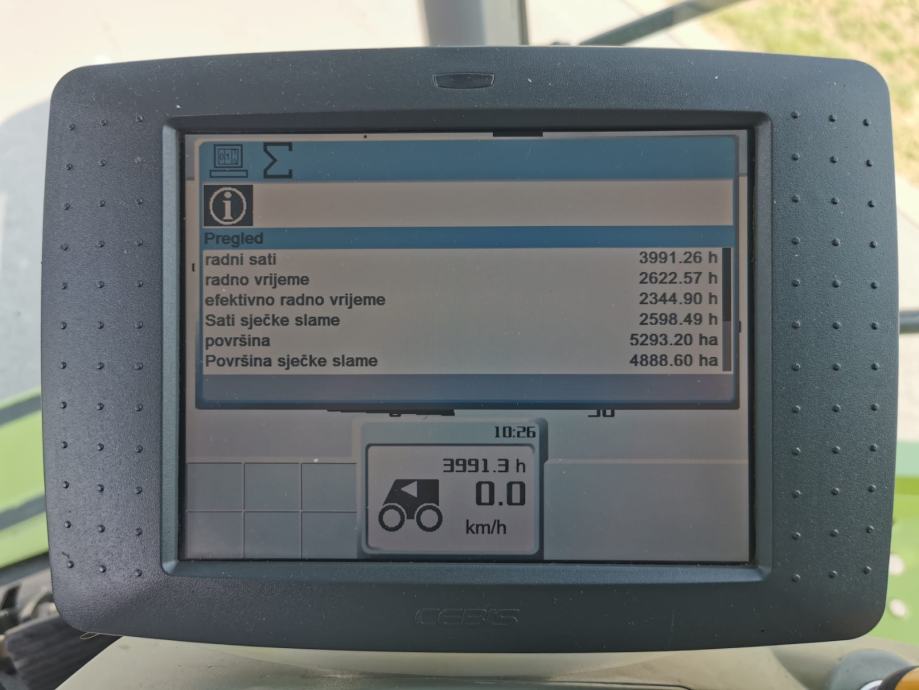 Pregled
radni sati 3991.26 h
radno vrijeme 2622.57 h
efektivno radno vrijeme 2344.90 h
Sati sječke slame 2598.49 h
površina 5293.20 ha
Površina sječke slame 4888.60 ha
10:26
3991.3 h
0.0
km/h
CEBIS